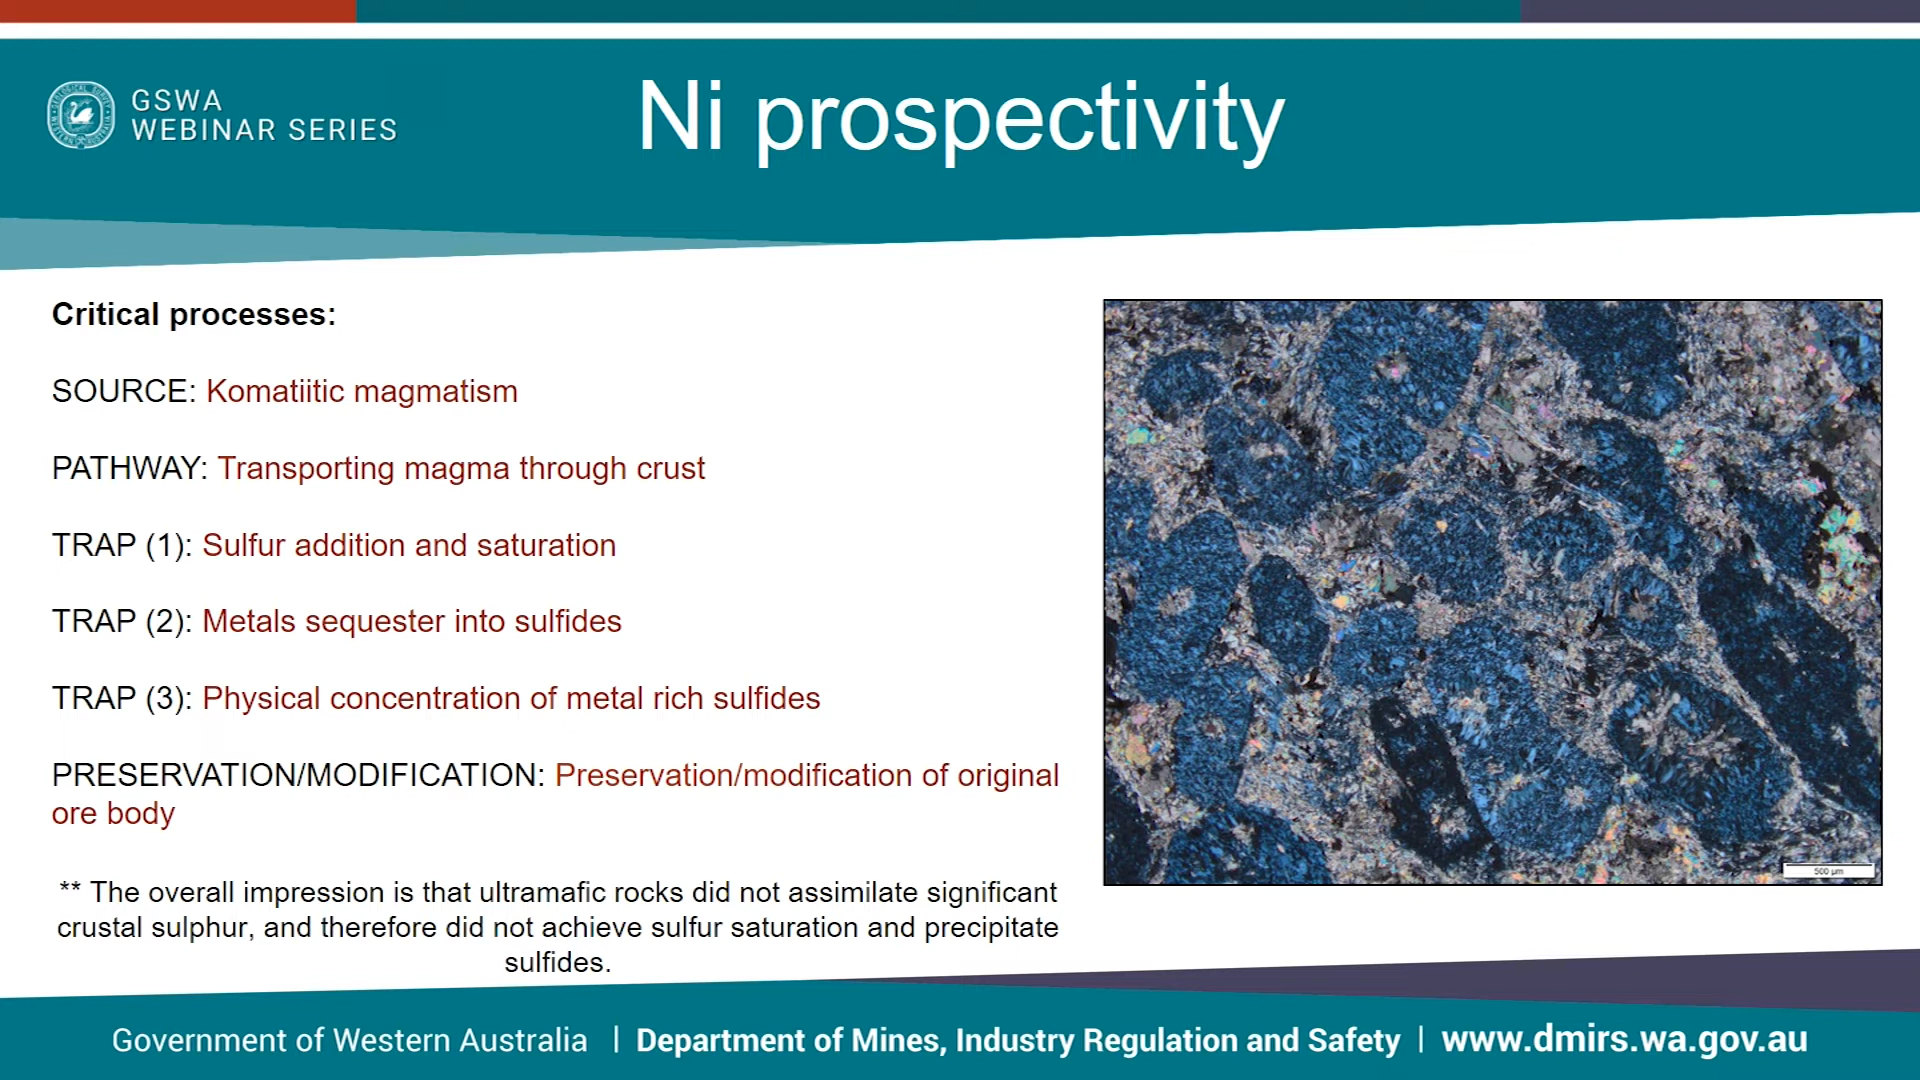 GSWA
WEBINAR SERIES
Ni prospectivity
Critical processes:
SOURCE: Komatiitic magmatism
PATHWAY: Transporting magma through crust
TRAP (1): Sulfur addition and saturation
TRAP (2): Metals sequester into sulfides
TRAP (3): Physical concentration of metal rich sulfides
PRESERVATION/MODIFICATION: Preservation/modification of original
ore body
** The overall impression is that ultramafic rocks did not assimilate significant
crustal sulphur, and therefore did not achieve sulfur saturation and precipitate
sulfides.
500 µm
Government of Western Australia | Department of Mines, Industry Regulation and Safety | www.dmirs.wa.gov.au